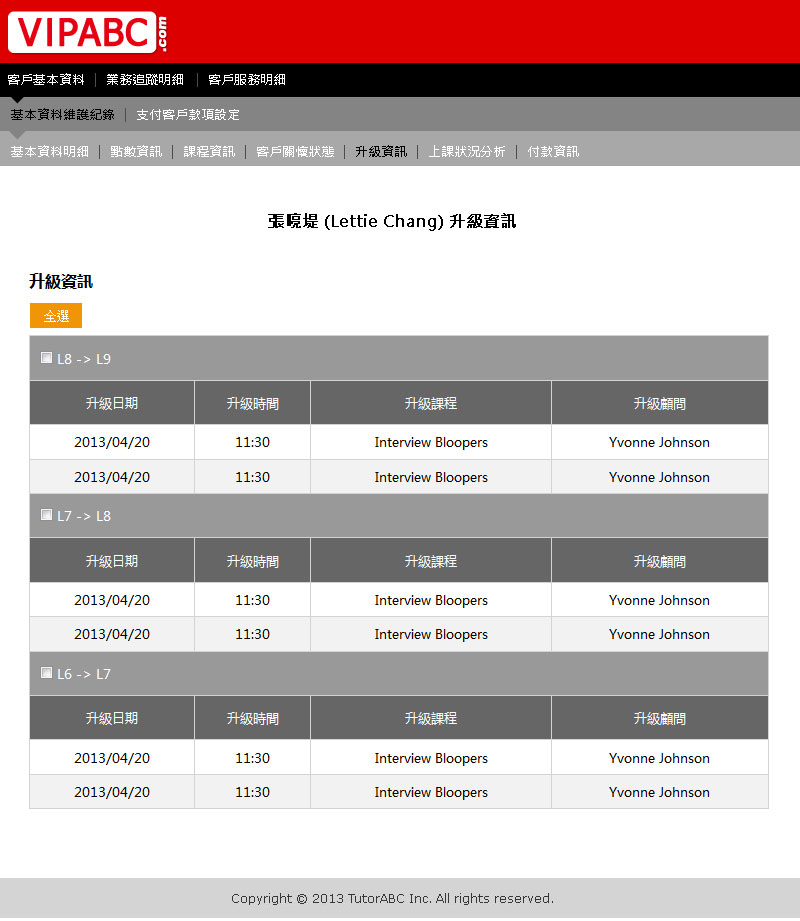 VIPABC.com
客戶基本資料 | 業務追蹤明細 | 客戶服務明細
基本資料維護紀錄 | 支付客戶款項設定
基本資料明細 | 點數資訊 | 課程資訊 | 客戶關懷狀態 | 升級資訊 | 上課狀況分析 | 付款資訊
張喨堤 (Lettie Chang) 升級資訊
升級資訊
全選
L8 -> L9
升級日期 升級時間 升級課程 升級顧問
2013/04/20 11:30 Interview Bloopers Yvonne Johnson
2013/04/20 11:30 Interview Bloopers Yvonne Johnson
L7 -> L8
升級日期 升級時間 升級課程 升級顧問
2013/04/20 11:30 Interview Bloopers Yvonne Johnson
2013/04/20 11:30 Interview Bloopers Yvonne Johnson
L6 -> L7
升級日期 升級時間 升級課程 升級顧問
2013/04/20 11:30 Interview Bloopers Yvonne Johnson
2013/04/20 11:30 Interview Bloopers Yvonne Johnson
Copyright © 2013 TutorABC Inc. All rights reserved.